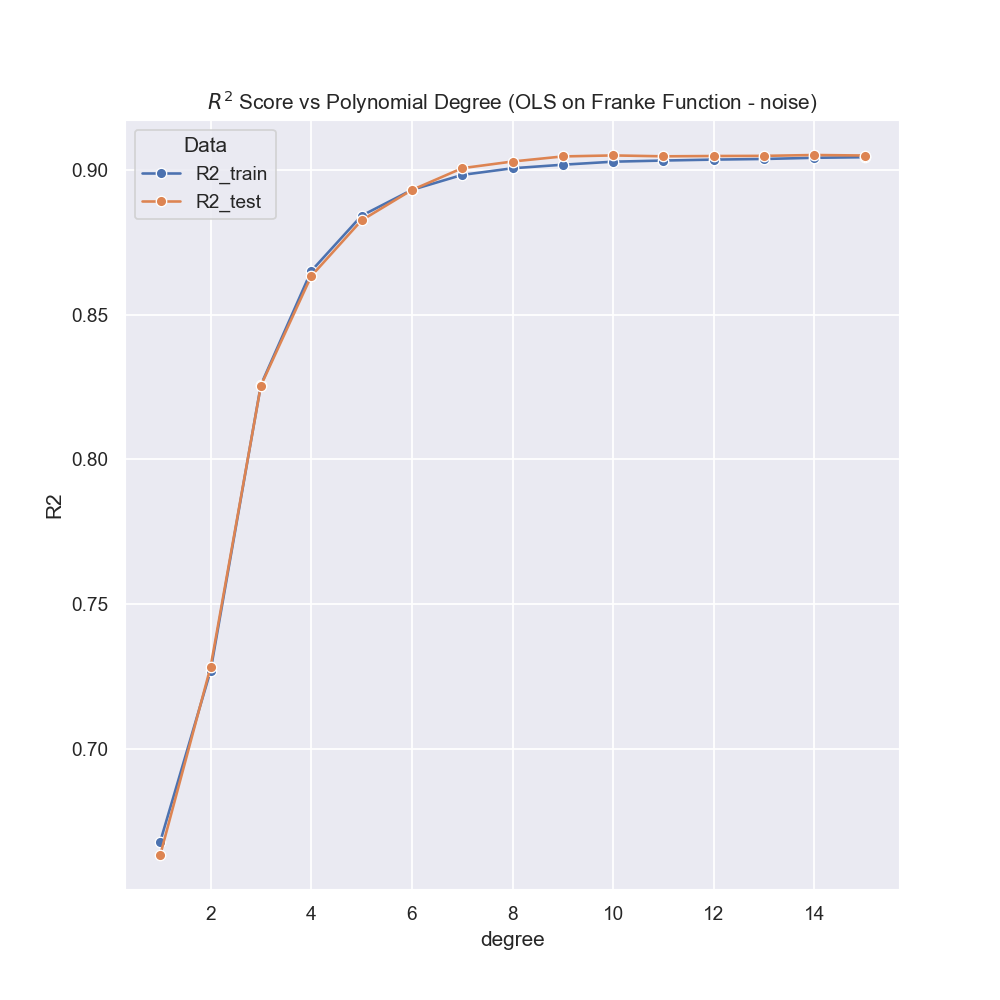 R² Score vs Polynomial Degree (OLS on Franke Function - noise)
Data
R2_train
R2_test
0.90
0.85
0.80
0.75
0.70
R2
2 4 6 8 10 12 14
degree